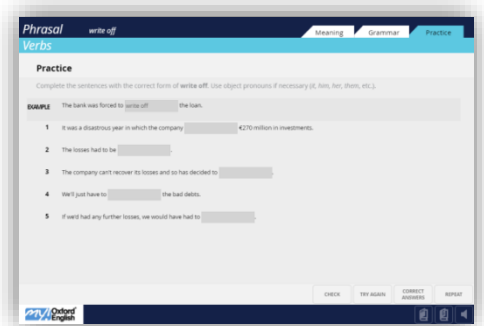 Phrasal write off
Verbs
Meaning Grammar Practice
Practice
Complete the sentences with the correct form of write off. Use object pronouns if necessary (it, him, her, them, etc.).
EXAMPLE The bank was forced to write off the loan.
1 It was a disastrous year in which the company €270 million in investments.
2 The losses had to be .
3 The company can't recover its losses and so has decided to .
4 We'll just have to the bad debts.
5 If we'd had any further losses, we would have had to .
CHECK TRY AGAIN CORRECT ANSWERS REPEAT
my Oxford English